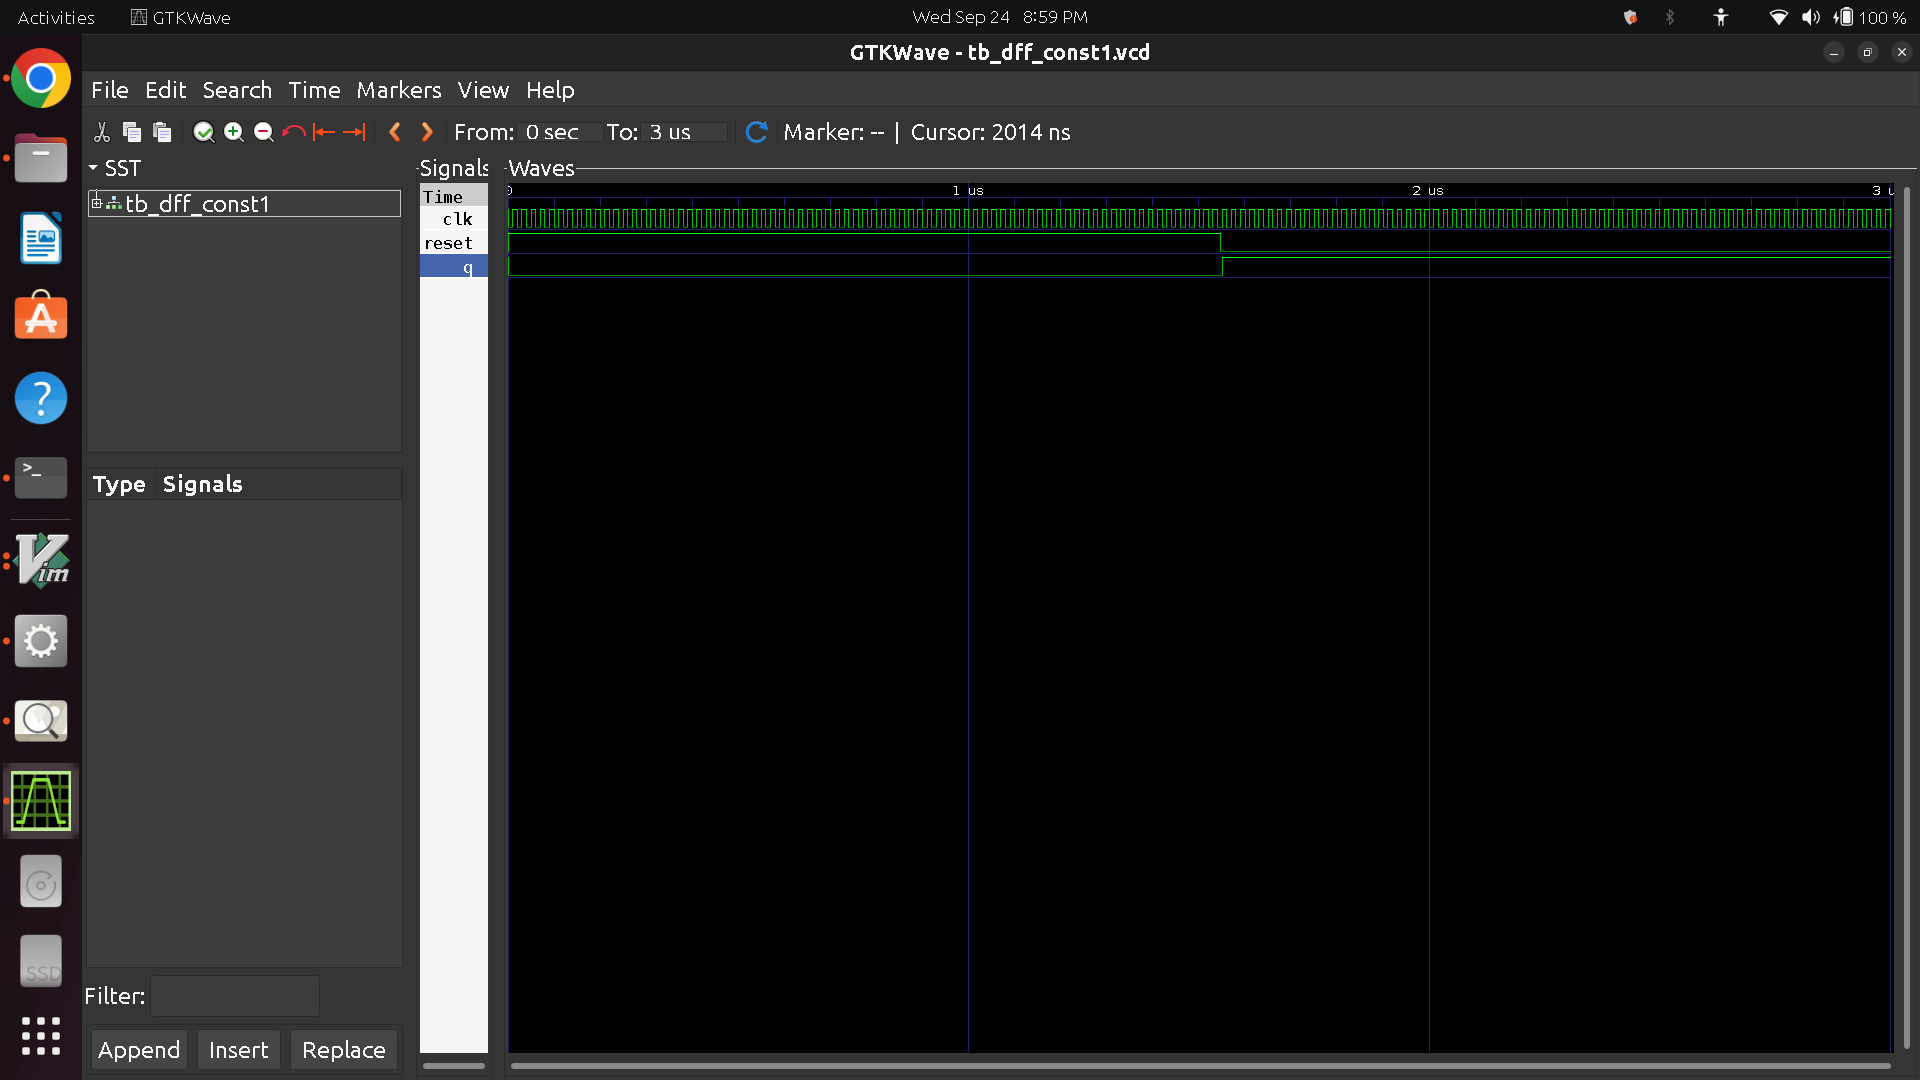 Activities GTKWave Wed Sep 24 8:59 PM 100 %
GTKWave - tb_dff_const1.vcd
File Edit Search Time Markers View Help
From: 0 sec To: 3 us Marker: -- | Cursor: 2014 ns
SST
tb_dff_const1
Type Signals
Filter:
Append Insert Replace
Signals
Time
clk
reset
q
Waves
0 1 us 2 us 3 u
>_
Vim
SSD